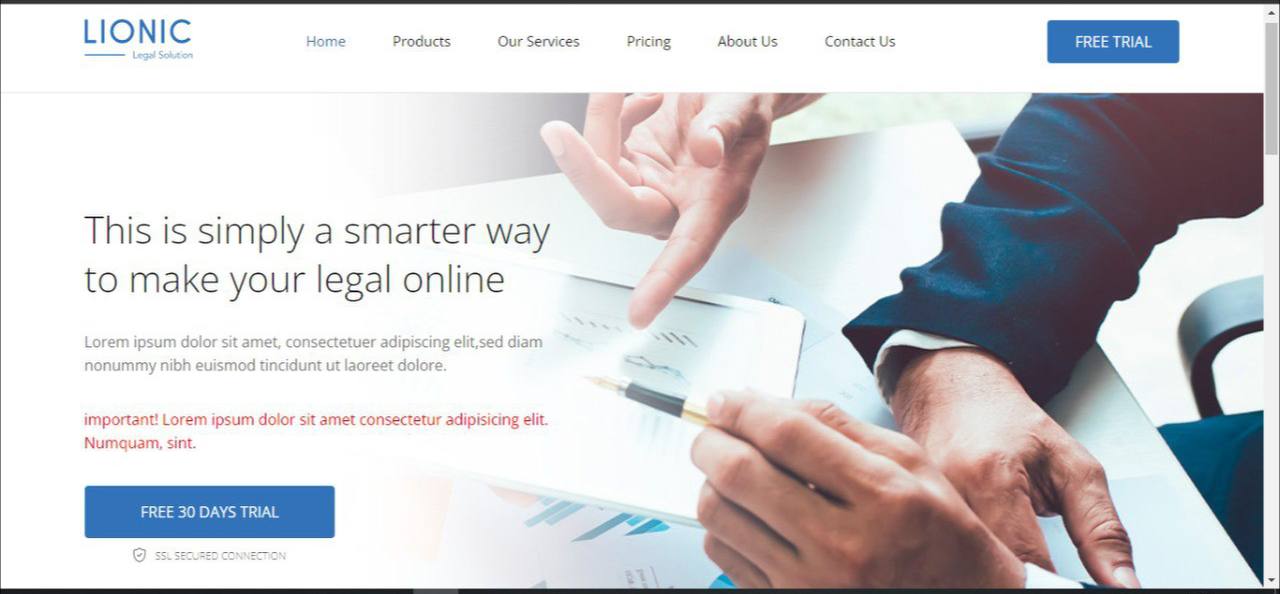 LIONIC
Legal Solution
Home Products Our Services Pricing About Us Contact Us FREE TRIAL
This is simply a smarter way
to make your legal online
Lorem ipsum dolor sit amet, consectetuer adipiscing elit,sed diam
nonummy nibh euismod tincidunt ut laoreet dolore.
important! Lorem ipsum dolor sit amet consectetur adipisicing elit.
Numquam, sint.
FREE 30 DAYS TRIAL
SSL SECURED CONNECTION